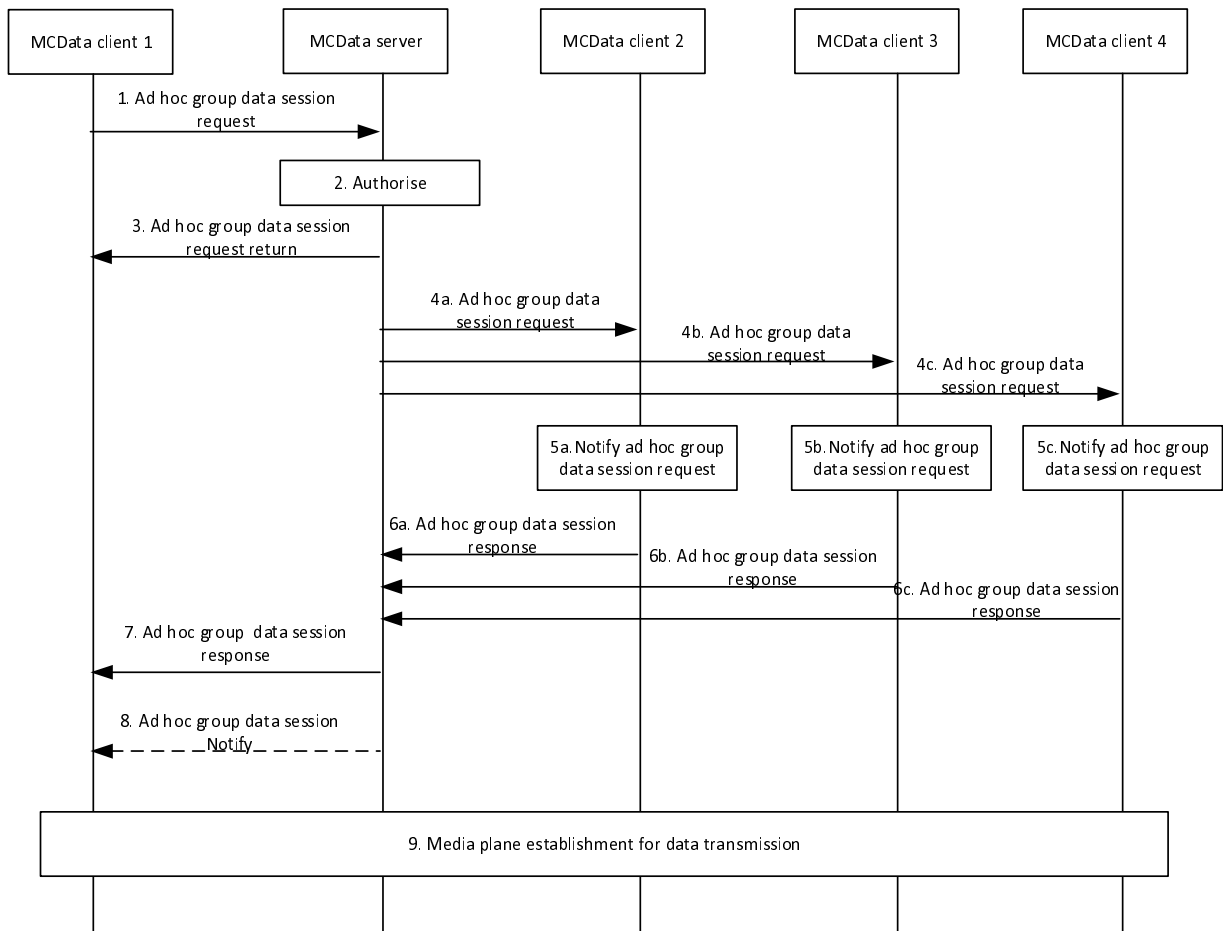 MCData client 1
MCData server
MCData client 2
MCData client 3
MCData client 4
1. Ad hoc group data session
request
2. Authorise
3. Ad hoc group data session
request return
4a. Ad hoc group data
session request
4b. Ad hoc group data
session request
4c. Ad hoc group data
session request
5a. Notify ad hoc group
data session request
5b. Notify ad hoc group
data session request
5c. Notify ad hoc group
data session request
6a. Ad hoc group data session
response
6b. Ad hoc group data session
response
6c. Ad hoc group data session
response
7. Ad hoc group data session
response
8. Ad hoc group data session
Notify
9. Media plane establishment for data transmission